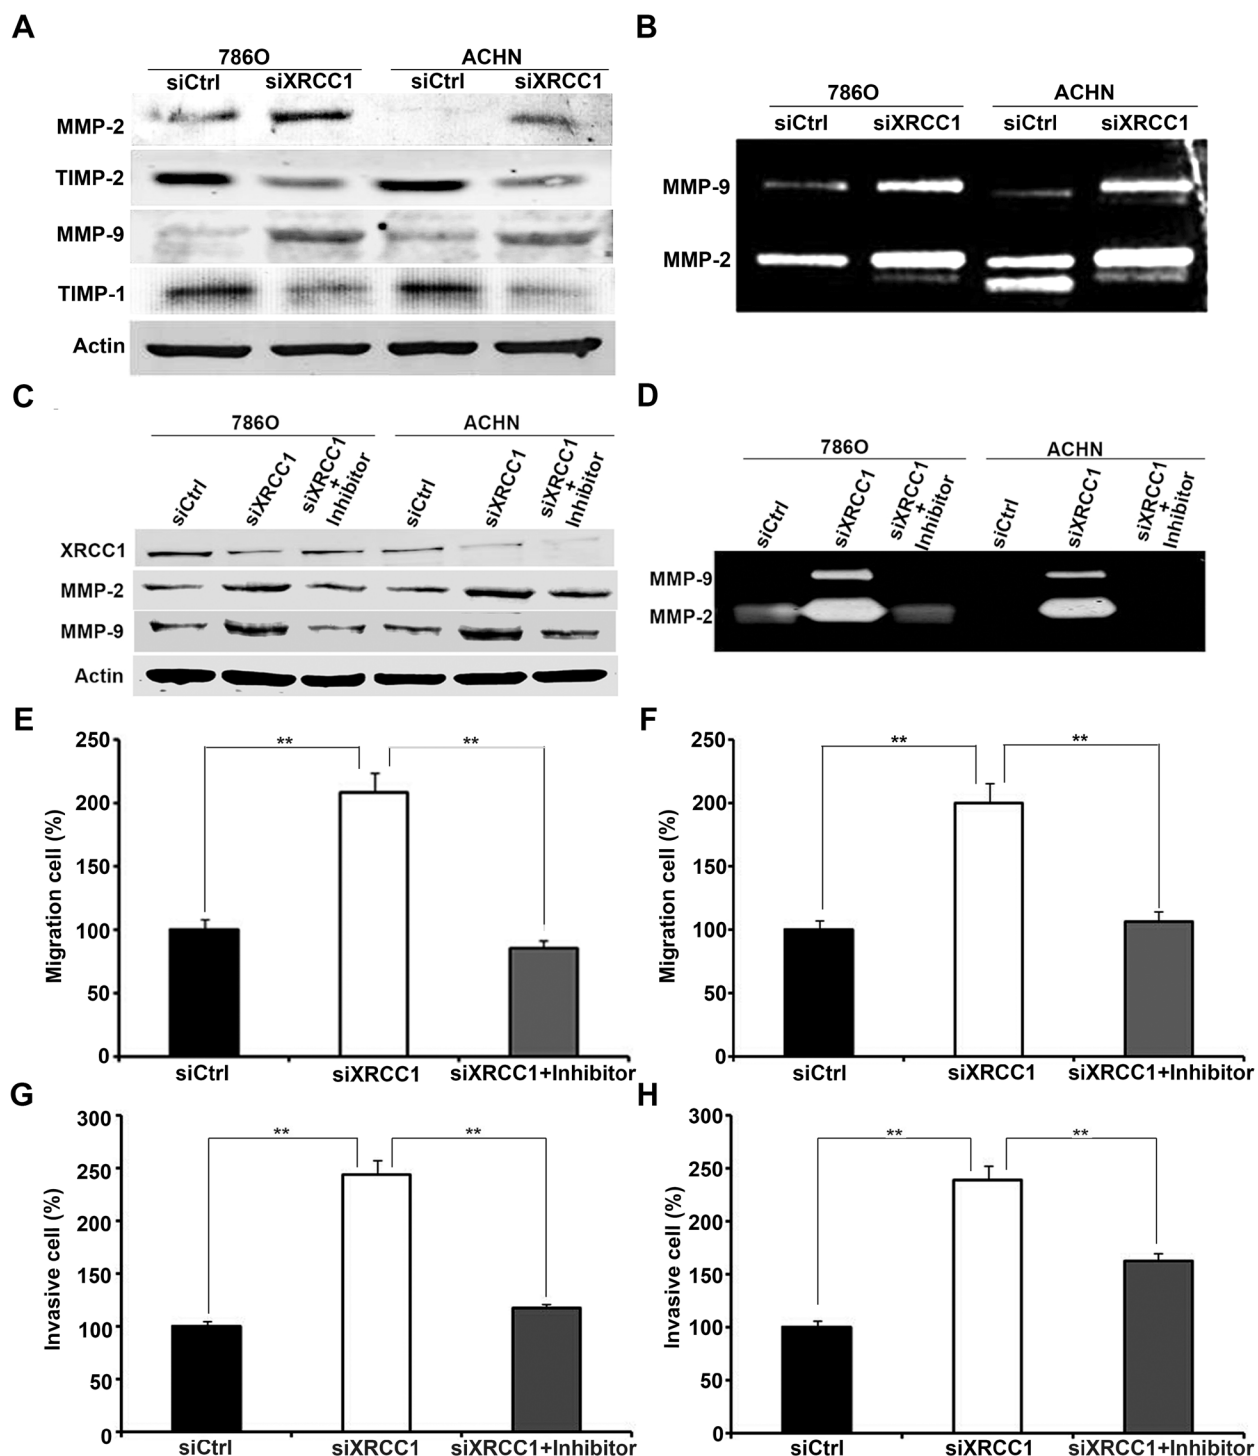 A
786O ACHN
siCtrl siXRCC1 siCtrl siXRCC1
MMP-2
TIMP-2
MMP-9
TIMP-1
Actin
B
786O ACHN
siCtrl siXRCC1 siCtrl siXRCC1
MMP-9
MMP-2
C
786O ACHN
siCtrl siXRCC1 siXRCC1 + Inhibitor siCtrl siXRCC1 siXRCC1 + Inhibitor
XRCC1
MMP-2
MMP-9
Actin
D
786O ACHN
siCtrl siXRCC1 siXRCC1 + Inhibitor siCtrl siXRCC1 siXRCC1 + Inhibitor
MMP-9
MMP-2
E
Migration cell (%)
250
200
150
100
50
0
** **
siCtrl siXRCC1 siXRCC1+Inhibitor
F
Migration cell (%)
250
200
150
100
50
0
** **
siCtrl siXRCC1 siXRCC1+Inhibitor
G
Invasive cell (%)
300
250
200
150
100
50
0
** **
siCtrl siXRCC1 siXRCC1+Inhibitor
H
Invasive cell (%)
300
250
200
150
100
50
0
** **
siCtrl siXRCC1 siXRCC1+Inhibitor